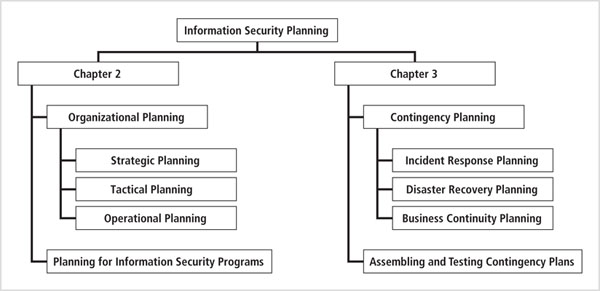 Information Security Planning
Chapter 2
Organizational Planning
Strategic Planning
Tactical Planning
Operational Planning
Planning for Information Security Programs
Chapter 3
Contingency Planning
Incident Response Planning
Disaster Recovery Planning
Business Continuity Planning
Assembling and Testing Contingency Plans